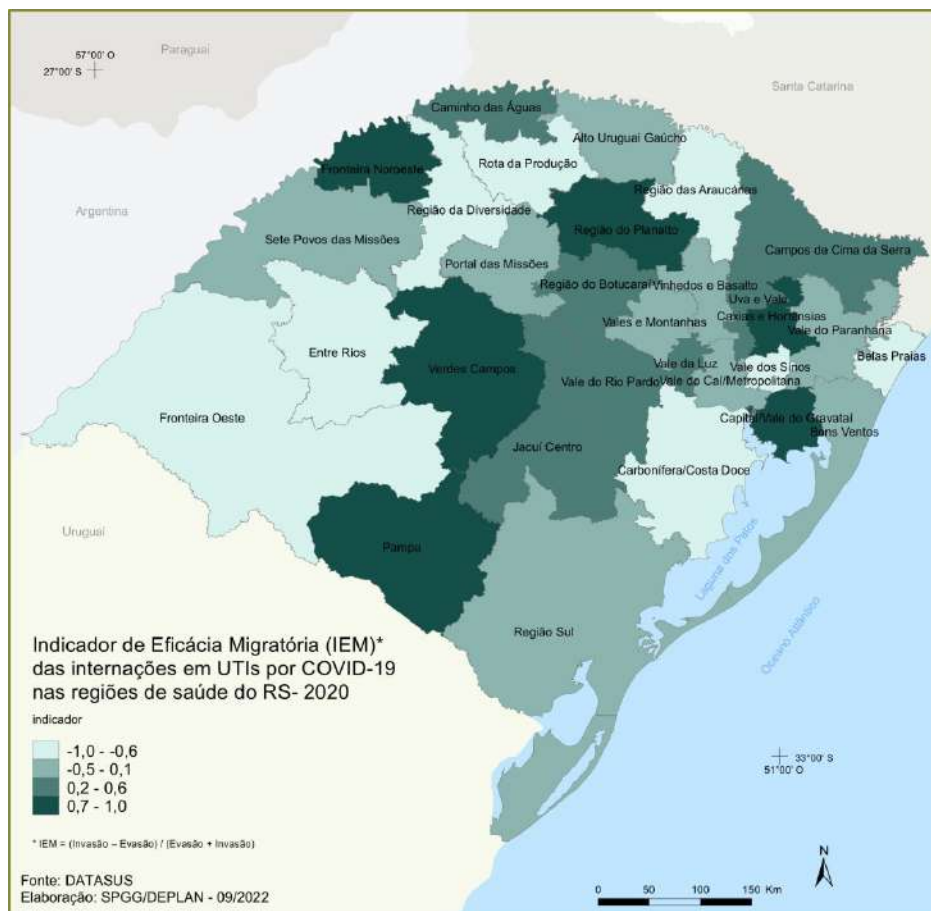 57°00' O
27°00' S
Paraguai
Santa Catarina
Argentina
Uruguai
Caminho das Águas
Alto Uruguai Gaúcho
Fronteira Noroeste
Rota da Produção
Região das Araucárias
Região da Diversidade
Região do Planalto
Sete Povos das Missões
Campos de Cima da Serra
Portal das Missões
Região do Botucaraí
Vinhedos e Basalto
Uva e Vale
Caxias e Hortênsias
Vales e Montanhas
Vale do Paranhana
Entre Rios
Verdes Campos
Vale da Luz
Vale dos Sinos
Belas Praias
Vale do Rio Pardo
Vale do Caí/Metropolitana
Fronteira Oeste
Capital/Vale do Gravataí
Bons Ventos
Jacuí Centro
Carbonífera/Costa Doce
Pampa
Laguna dos Patos
Região Sul
Oceano Atlântico
Indicador de Eficácia Migratória (IEM)*
das internações em UTIs por COVID-19
nas regiões de saúde do RS- 2020
indicador
-1,0 - -0,6
-0,5 - 0,1
0,2 - 0,6
0,7 - 1,0
* IEM = (Invasão – Evasão) / (Evasão + Invasão)
33°00' S
51°00' O
N
Fonte: DATASUS
Elaboração: SPGG/DEPLAN - 09/2022
0 50 100 150 Km